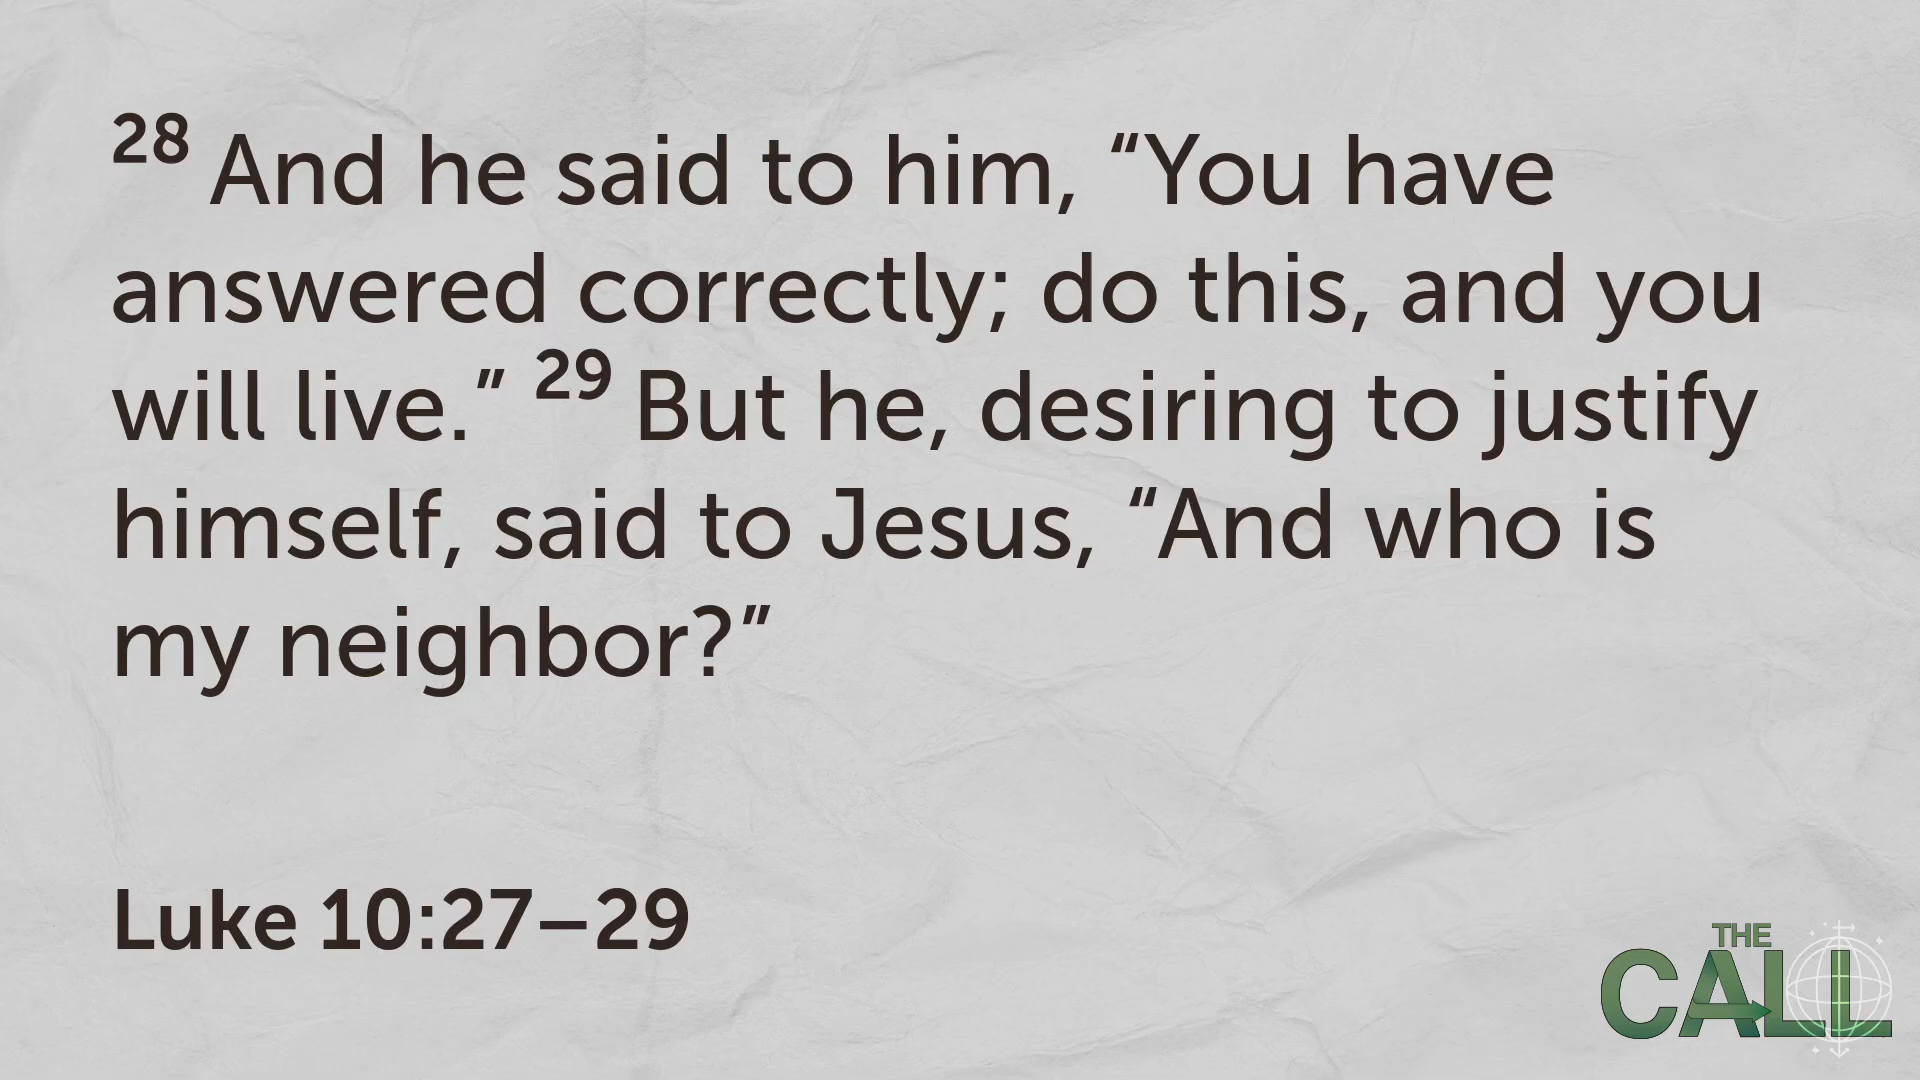 28 And he said to him, “You have
answered correctly; do this, and you
will live.” 29 But he, desiring to justify
himself, said to Jesus, “And who is
my neighbor?”
Luke 10:27–29
THE
CALL